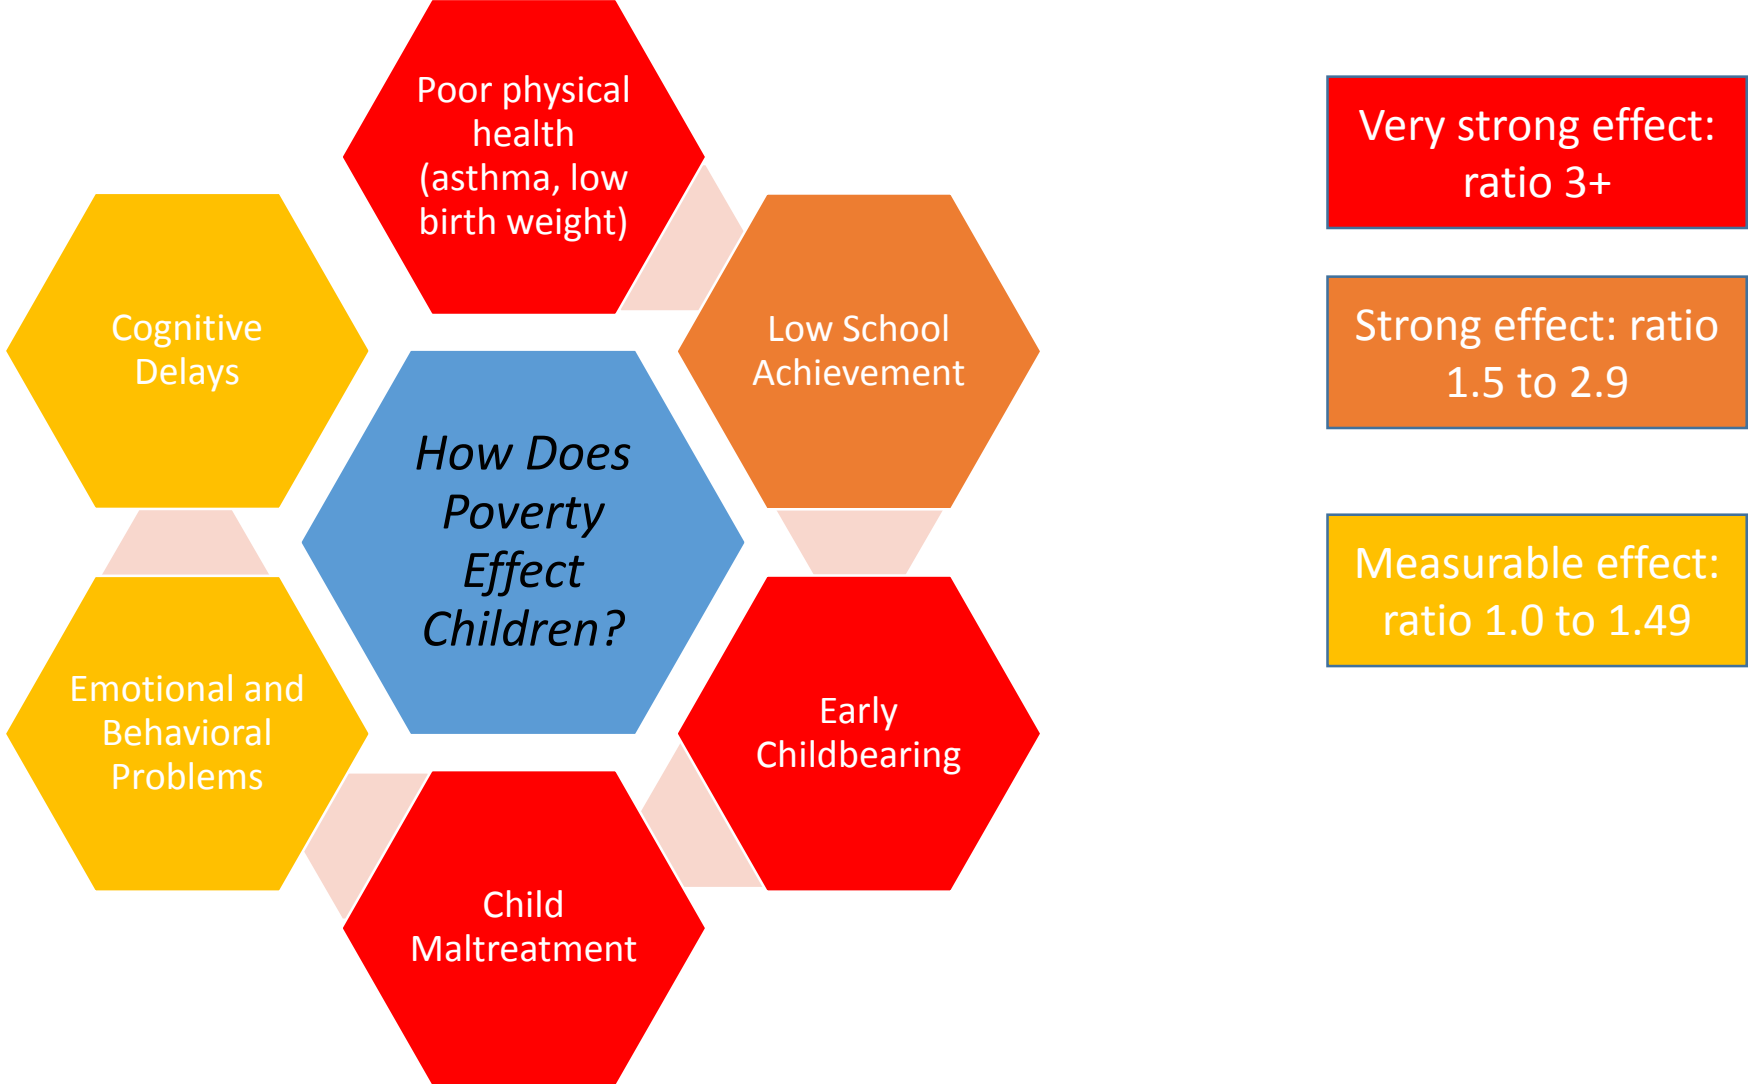 Poor physical
health
(asthma, low
birth weight)
Low School
Achievement
Early
Childbearing
Child
Maltreatment
Emotional and
Behavioral
Problems
Cognitive
Delays
How Does
Poverty
Effect
Children?
Very strong effect:
ratio 3+
Strong effect: ratio
1.5 to 2.9
Measurable effect:
ratio 1.0 to 1.49